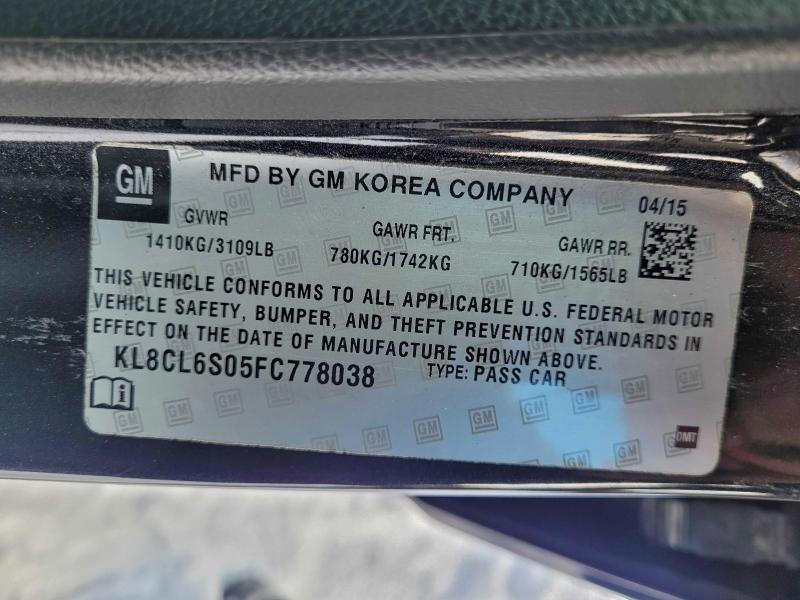 GM MFD BY GM KOREA COMPANY 04/15
GVWR GAWR FRT. GAWR RR.
1410KG/3109LB 780KG/1742KG 710KG/1565LB
THIS VEHICLE CONFORMS TO ALL APPLICABLE U.S. FEDERAL MOTOR
VEHICLE SAFETY, BUMPER, AND THEFT PREVENTION STANDARDS IN
EFFECT ON THE DATE OF MANUFACTURE SHOWN ABOVE.
KL8CL6S05FC778038 TYPE: PASS CAR
DMT